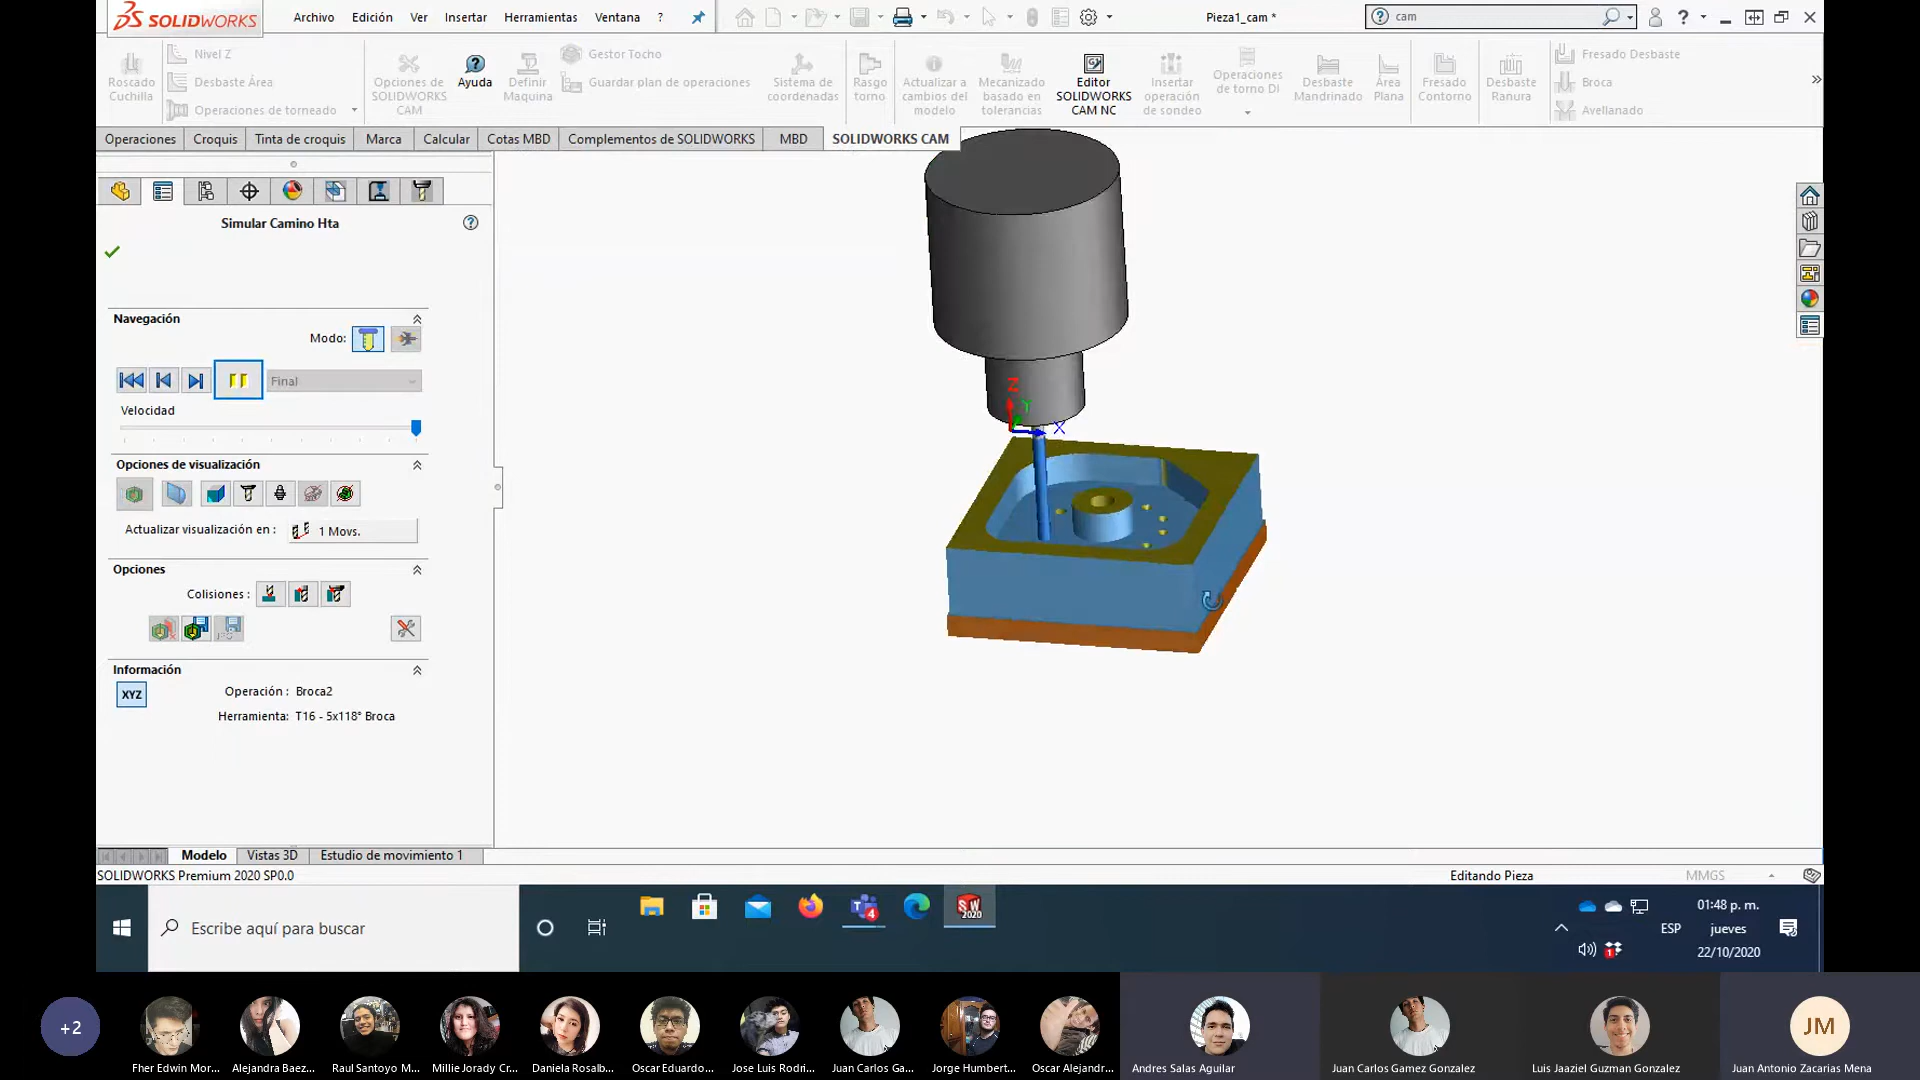 SOLIDWORKS
Archivo Edición Ver Insertar Herramientas Ventana ?
Pieza1_cam *
cam
Roscado Cuchilla
Nivel Z
Desbaste Área
Operaciones de torneado
Opciones de SOLIDWORKS CAM
Ayuda
Definir Maquina
Gestor Tocho
Guardar plan de operaciones
Sistema de coordenadas
Rasgo torno
Actualizar a cambios del modelo
Mecanizado basado en tolerancias
Editor SOLIDWORKS CAM NC
Insertar operación de sondeo
Operaciones de torno DI
Desbaste Mandrinado
Área Plana
Fresado Contorno
Desbaste Ranura
Fresado Desbaste
Broca
Avellanado
Operaciones Croquis Tinta de croquis Marca Calcular Cotas MBD Complementos de SOLIDWORKS MBD SOLIDWORKS CAM
Simular Camino Hta
Navegación
Modo:
Final
Velocidad
Opciones de visualización
Actualizar visualización en : 1 Movs.
Opciones
Colisiones :
Información
XYZ
Operación : Broca2
Herramienta: T16 - 5x118° Broca
Z
Y
X
Modelo Vistas 3D Estudio de movimiento 1
SOLIDWORKS Premium 2020 SP0.0
Editando Pieza
MMGS
Escribe aquí para buscar
4
SW 2020
ESP
1
01:48 p. m.
jueves
22/10/2020
+2
Fher Edwin Mor...
Alejandra Baez...
Raul Santoyo M...
Millie Jorady Cr...
Daniela Rosalb...
Oscar Eduardo...
Jose Luis Rodri...
Juan Carlos Ga...
Jorge Humbert...
Oscar Alejandr...
Andres Salas Aguilar
Juan Carlos Gamez Gonzalez
Luis Jaaziel Guzman Gonzalez
JM
Juan Antonio Zacarias Mena